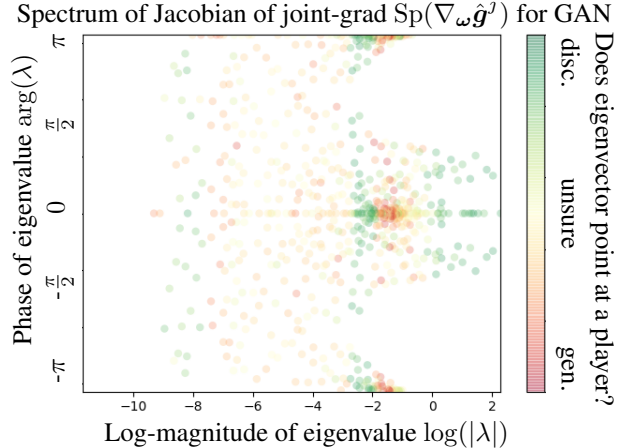 Spectrum of Jacobian of joint-grad Sp(∇_ω ĝ^j) for GAN
Phase of eigenvalue arg(λ)
π
π/2
0
-π/2
-π
−10 −8 −6 −4 −2 0 2
Log-magnitude of eigenvalue log(|λ|)
disc.
unsure
gen.
Does eigenvector point at a player?